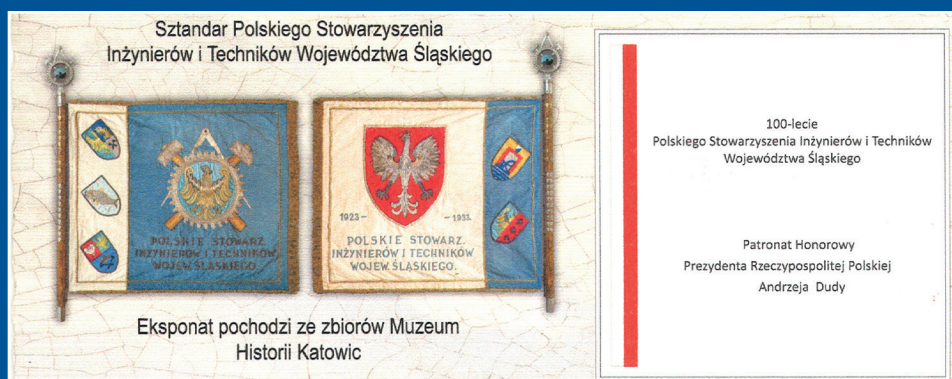 Sztandar Polskiego Stowarzyszenia
Inżynierów i Techników Województwa Śląskiego
POLSKIE STOWARZ.
INŻYNIERÓW I TECHNIKÓW
WOJEW. ŚLĄSKIEGO.
1923 – – 1933.
POLSKIE STOWARZ.
INŻYNIERÓW I TECHNIKÓW
WOJEW. ŚLĄSKIEGO.
Eksponat pochodzi ze zbiorów Muzeum
Historii Katowic
100-lecie
Polskiego Stowarzyszenia Inżynierów i Techników
Województwa Śląskiego
Patronat Honorowy
Prezydenta Rzeczypospolitej Polskiej
Andrzeja Dudy